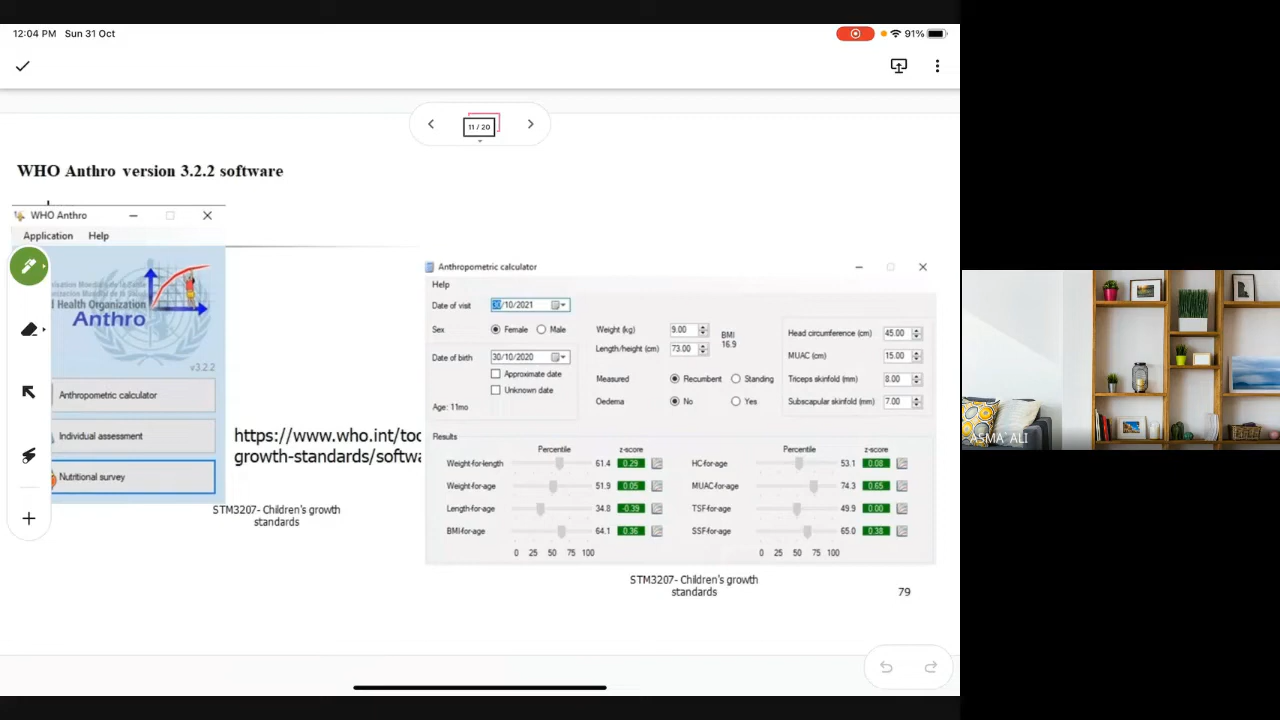 12:04 PM Sun 31 Oct
91%
11 / 20
WHO Anthro version 3.2.2 software
WHO Anthro
Application Help
Health Organization
Anthro
v3.2.2
Anthropometric calculator
Individual assessment
Nutritional survey
https://www.who.int/too
growth-standards/softwa
STM3207- Children's growth
standards
Anthropometric calculator
Help
Date of visit 30/10/2021
Sex Female Male
Date of birth 30/10/2020
Approximate date
Unknown date
Age: 11mo
Weight (kg) 9.00
Length/height (cm) 73.00
BMI
16.9
Measured Recumbent Standing
Oedema No Yes
Head circumference (cm) 45.00
MUAC (cm) 15.00
Triceps skinfold (mm) 8.00
Subscapular skinfold (mm) 7.00
Results
Percentile z-score
Weight-for-length 61.4 0.29
Weight-for-age 51.9 0.05
Length-for-age 34.8 -0.39
BMI-for-age 64.1 0.36
0 25 50 75 100
Percentile z-score
HC-for-age 53.1 0.08
MUAC-for-age 74.3 0.65
TSF-for-age 49.9 0.00
SSF-for-age 65.0 0.38
0 25 50 75 100
STM3207- Children's growth
standards
79
ASMA' ALI